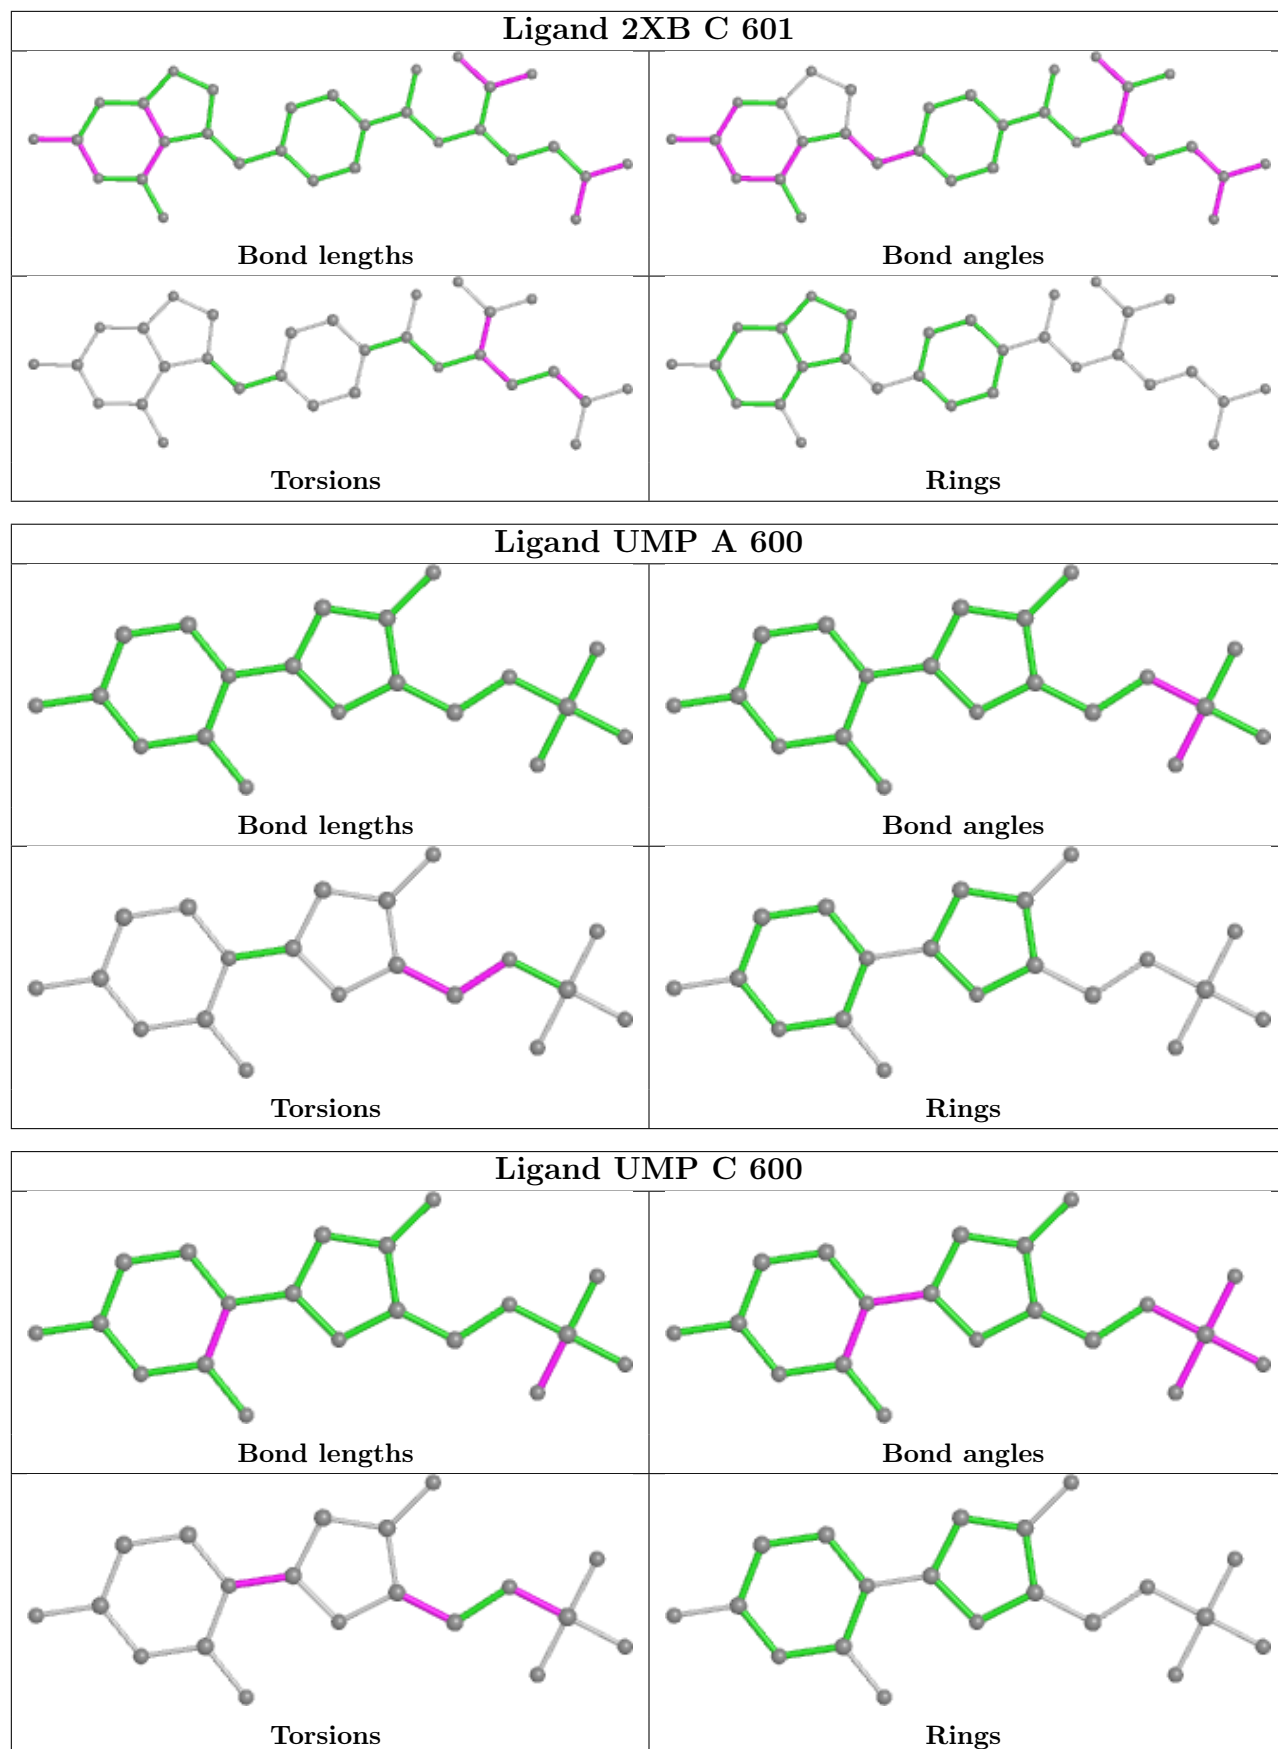 Ligand 2XB C 601
Bond lengths
Bond angles
Torsions
Rings
Ligand UMP A 600
Bond lengths
Bond angles
Torsions
Rings
Ligand UMP C 600
Bond lengths
Bond angles
Torsions
Rings